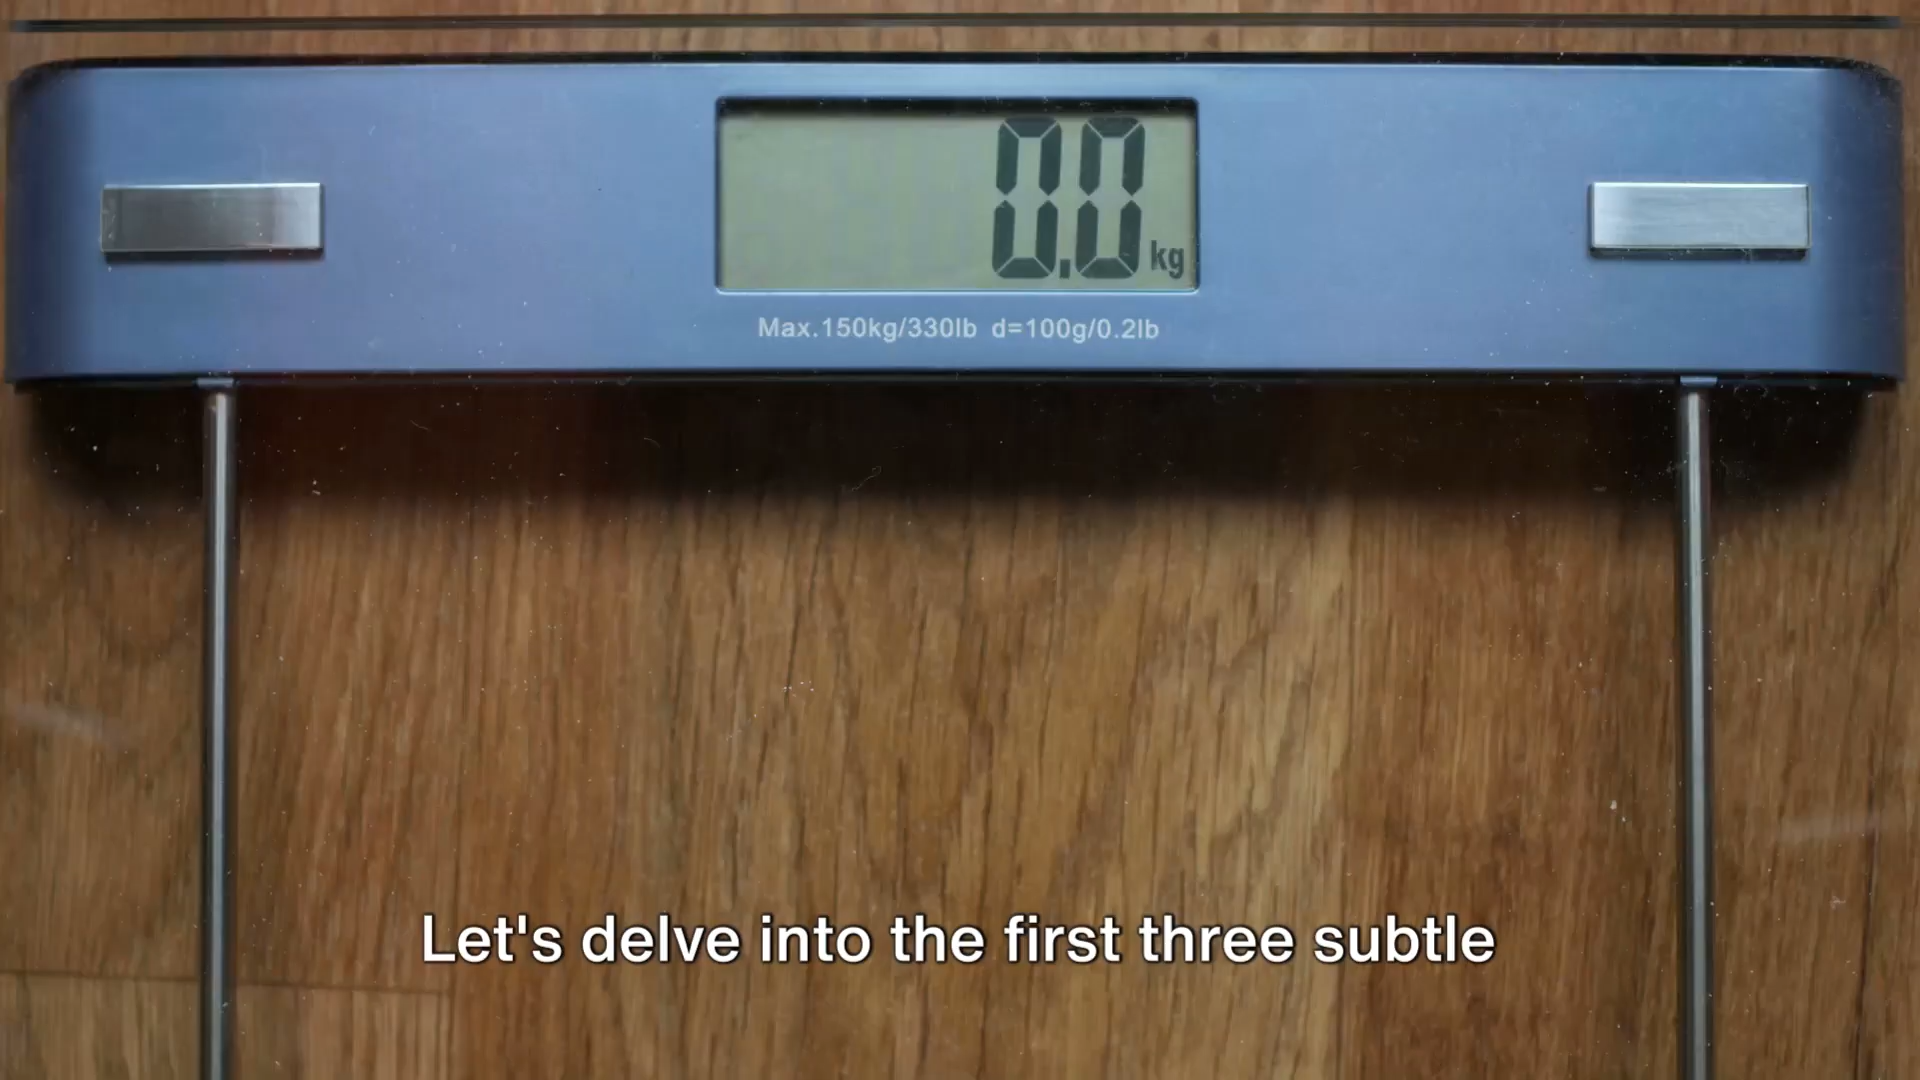 0.0 kg
Max.150kg/330lb d=100g/0.2lb
Let's delve into the first three subtle